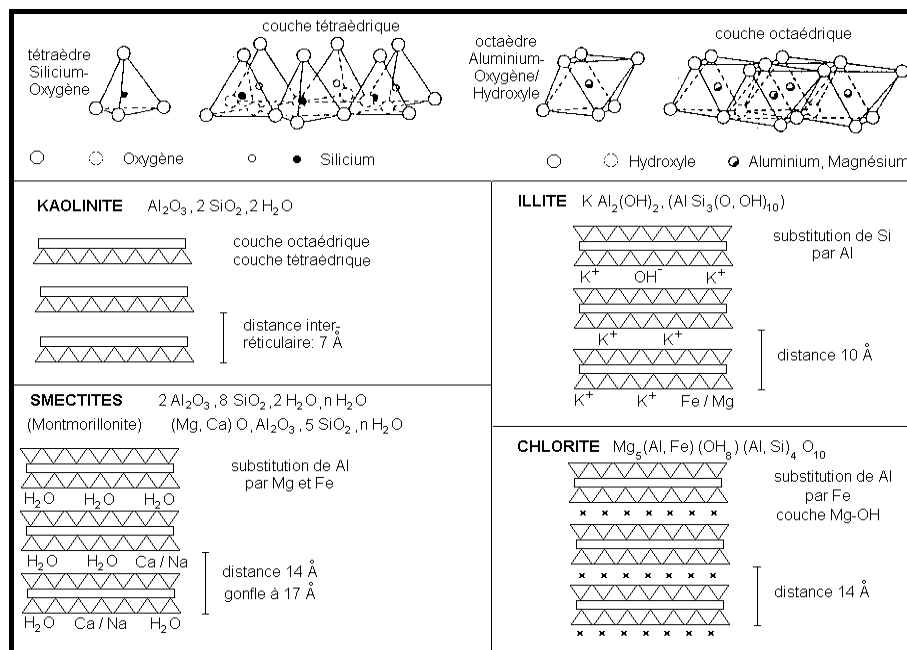 couche tétraèdrique
tétraèdre
Silicium-
Oxygène
couche octaédrique
octaèdre
Aluminium-
Oxygène/
Hydroxyle
Oxygène
Silicium
Hydroxyle
Aluminium, Magnésium
KAOLINITE Al₂O₃, 2 SiO₂, 2 H₂O
couche octaédrique
couche tétraédrique
distance inter-
réticulaire: 7 Å
ILLITE K Al₂(OH)₂, (Al Si₃(O, OH)₁₀)
substitution de Si
par Al
K⁺ OH⁻ K⁺
K⁺ K⁺
distance 10 Å
K⁺ K⁺ Fe / Mg
SMECTITES 2 Al₂O₃, 8 SiO₂, 2 H₂O, n H₂O
(Montmorillonite) (Mg, Ca) O, Al₂O₃, 5 SiO₂, n H₂O
substitution de Al
par Mg et Fe
H₂O H₂O H₂O
H₂O H₂O Ca / Na
distance 14 Å
gonfle à 17 Å
H₂O Ca / Na H₂O
CHLORITE Mg₅(Al, Fe) (OH₈) (Al, Si)₄ O₁₀
substitution de Al
par Fe
couche Mg-OH
distance 14 Å